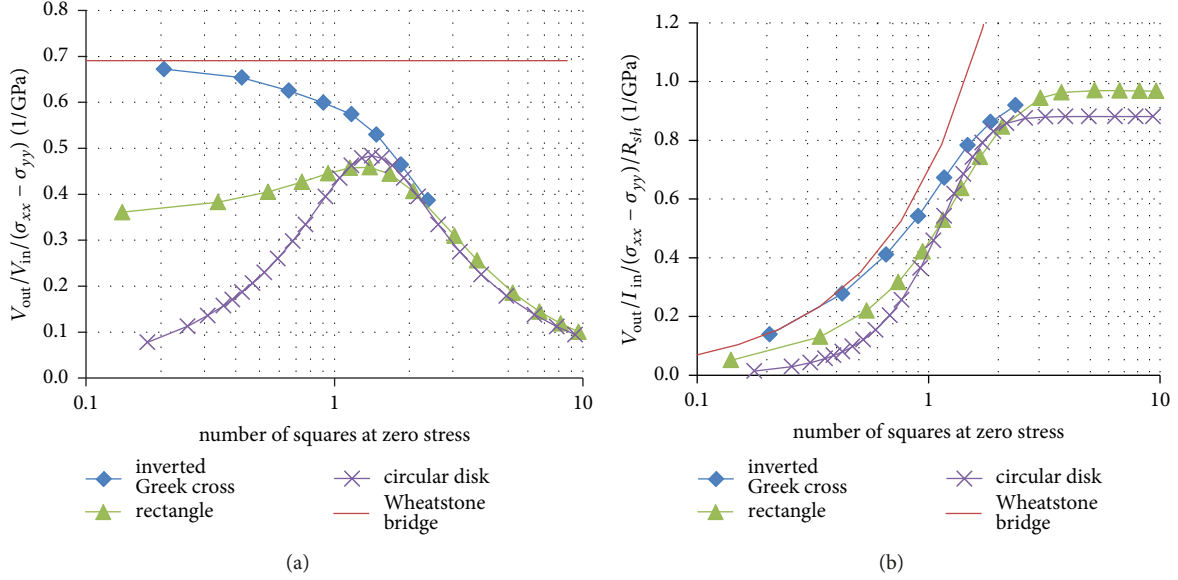 (a)
V_out/V_in/(σ_xx − σ_yy) (1/GPa)
0.8
0.7
0.6
0.5
0.4
0.3
0.2
0.1
0.0
0.1 1 10
number of squares at zero stress
inverted
Greek cross
rectangle
circular disk
Wheatstone
bridge
(a)
V_out/I_in/(σ_xx − σ_yy)/R_sh (1/GPa)
1.2
1.0
0.8
0.6
0.4
0.2
0.0
0.1 1 10
number of squares at zero stress
inverted
Greek cross
rectangle
circular disk
Wheatstone
bridge
(b)